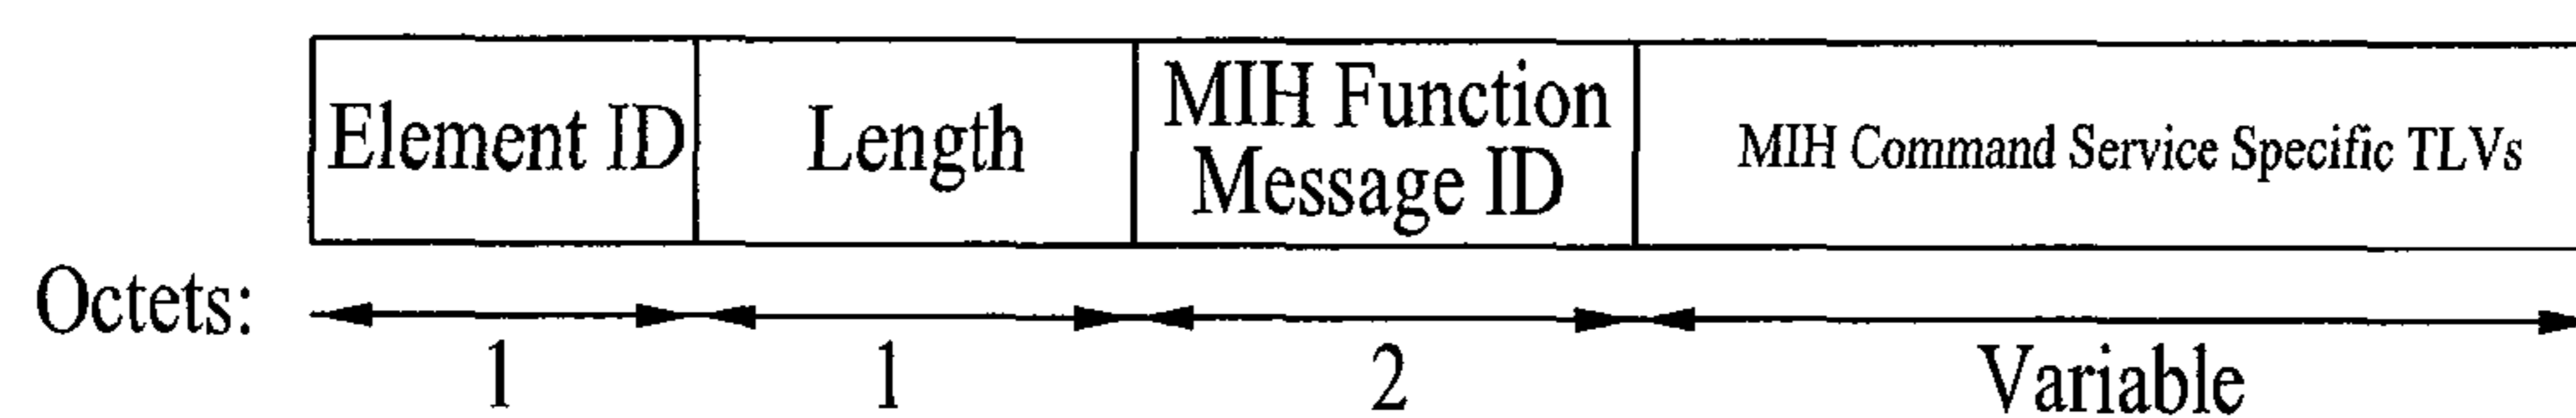 Element ID
Length
MIH Function
Message ID
MIH Command Service Specific TLVs
Octets:
1
1
2
Variable